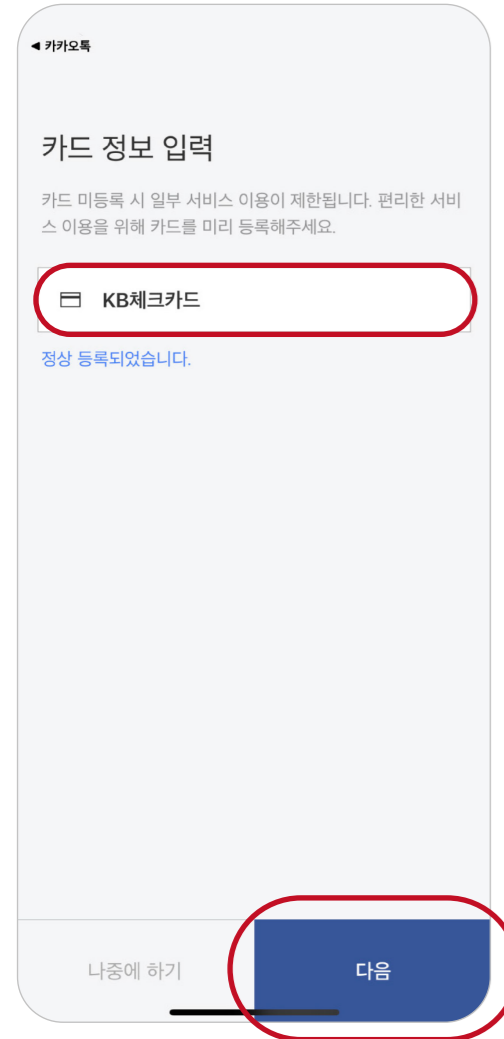 ◀ 카카오톡
카드 정보 입력
카드 미등록 시 일부 서비스 이용이 제한됩니다. 편리한 서비
스 이용을 위해 카드를 미리 등록해주세요.
KB체크카드
정상 등록되었습니다.
나중에 하기
다음